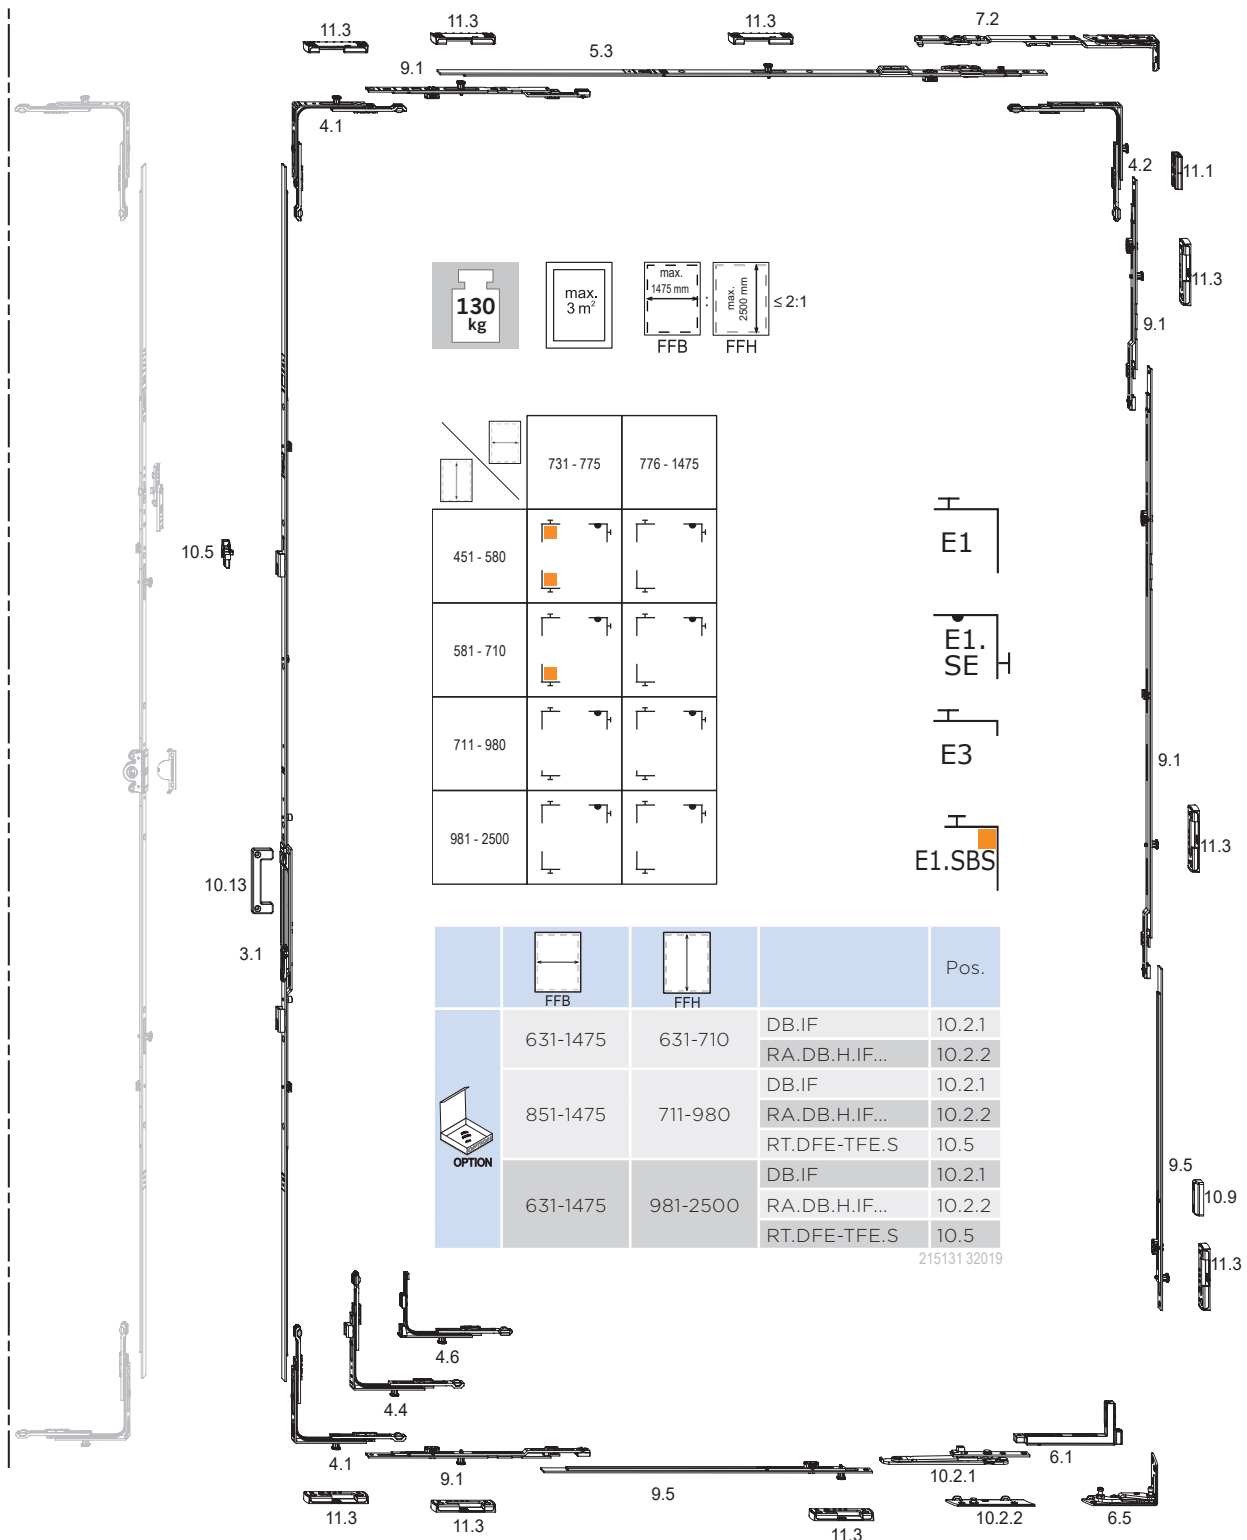 11.3
11.3
11.3
7.2
5.3
9.1
4.1
4.2
11.1
11.3
9.1
130
kg
max.
3 m²
max.
1475 mm
FFB
:
max.
2500 mm
FFH
≤ 2:1
731 - 775
776 - 1475
451 - 580
581 - 710
711 - 980
981 - 2500
E1
E1.
SE
E3
E1.SBS
10.5
10.13
3.1
9.1
11.3
FFB
FFH
Pos.
OPTION
631-1475
631-710
DB.IF
10.2.1
RA.DB.H.IF...
10.2.2
851-1475
711-980
DB.IF
10.2.1
RA.DB.H.IF...
10.2.2
RT.DFE-TFE.S
10.5
631-1475
981-2500
DB.IF
10.2.1
RA.DB.H.IF...
10.2.2
RT.DFE-TFE.S
10.5
215131 32019
9.5
10.9
11.3
4.6
4.4
4.1
9.1
9.5
10.2.1
6.1
10.2.2
6.5
11.3
11.3
11.3